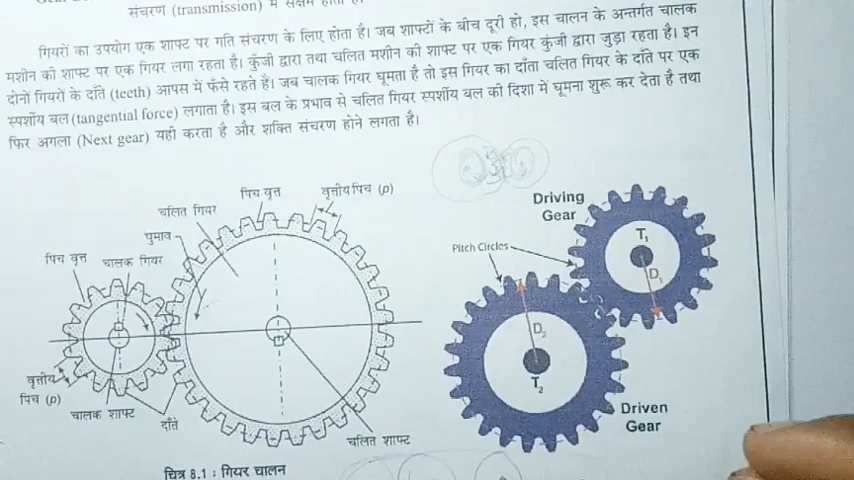 संचरण (transmission) में सक्षम होता है।
गियरों का उपयोग एक शाफ्ट पर गति संचरण के लिए होता है। जब शाफ्टों के बीच दूरी हो, इस चालन के अन्तर्गत चालक
मशीन की शाफ्ट पर एक गियर लगा रहता है। कुँजी द्वारा तथा चलित मशीन की शाफ्ट पर एक गियर कुंजी द्वारा जुड़ा रहता है। इन
दोनों गियरों के दाँते (teeth) आपस में फँसे रहते हैं। जब चालक गियर घूमता है तो इस गियर का दाँता चलित गियर के दाँते पर एक
स्पर्शीय बल (tangential force) लगाता है। इस बल के प्रभाव से चलित गियर स्पर्शीय बल की दिशा में घूमना शुरू कर देता है तथा
फिर अगला (Next gear) यही करता है और शक्ति संचरण होने लगता है।
पिच वृत्त
वृत्तीय पिच (p)
चलित गियर
घुमाव
पिच वृत्त
चालक गियर
वृत्तीय
पिच (p)
चालक शाफ्ट
दाँते
चलित शाफ्ट
Driving
Gear
Pitch Circles
T₁
D₁
D₂
T₂
Driven
Gear
चित्र 8.1 : गियर चालन